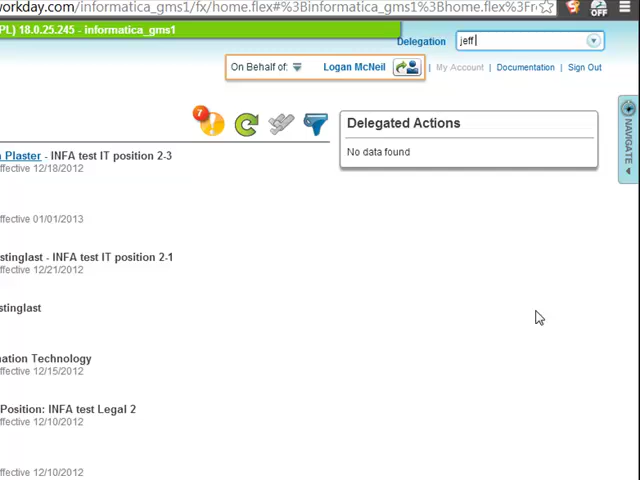 workday.com/informatica_gms1/fx/home.flex#%3Binformatica_gms1%3Bhome.flex%3Fr
OFF
PL) 18.0.25.245 - informatica_gms1
Delegation jeff
On Behalf of: Logan McNeil | My Account | Documentation | Sign Out
7
NAVIGATE
Delegated Actions
No data found
Plaster - INFA test IT position 2-3
ffective 12/18/2012
ffective 01/01/2013
stinglast - INFA test IT position 2-1
ffective 12/21/2012
stinglast
nation Technology
ffective 12/15/2012
Position: INFA test Legal 2
ffective 12/10/2012
ffective 12/10/2012